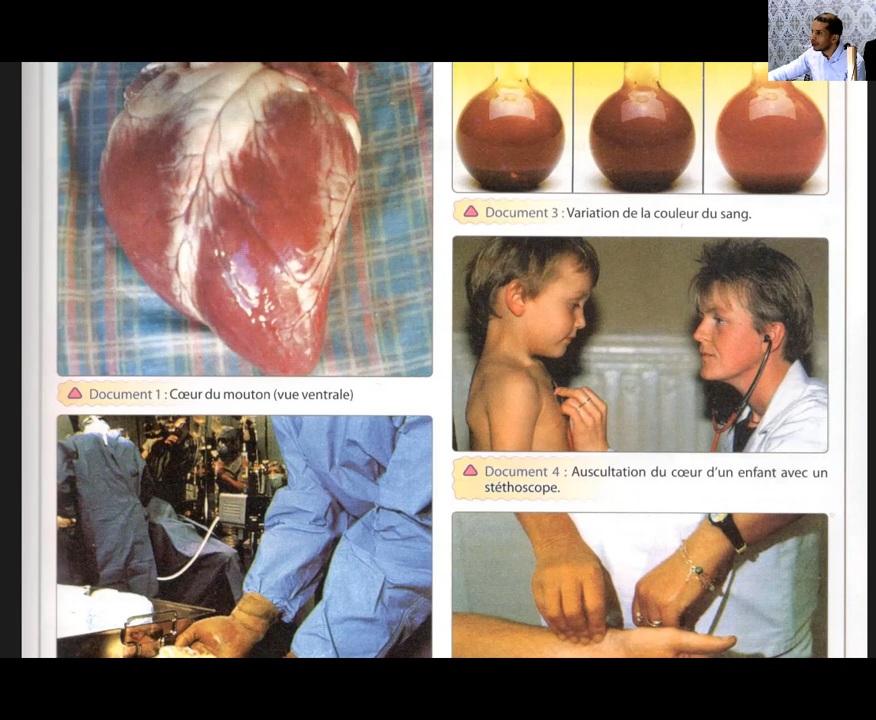 Document 3 : Variation de la couleur du sang.
Document 1 : Cœur du mouton (vue ventrale)
Document 4 : Auscultation du cœur d'un enfant avec un
stéthoscope.